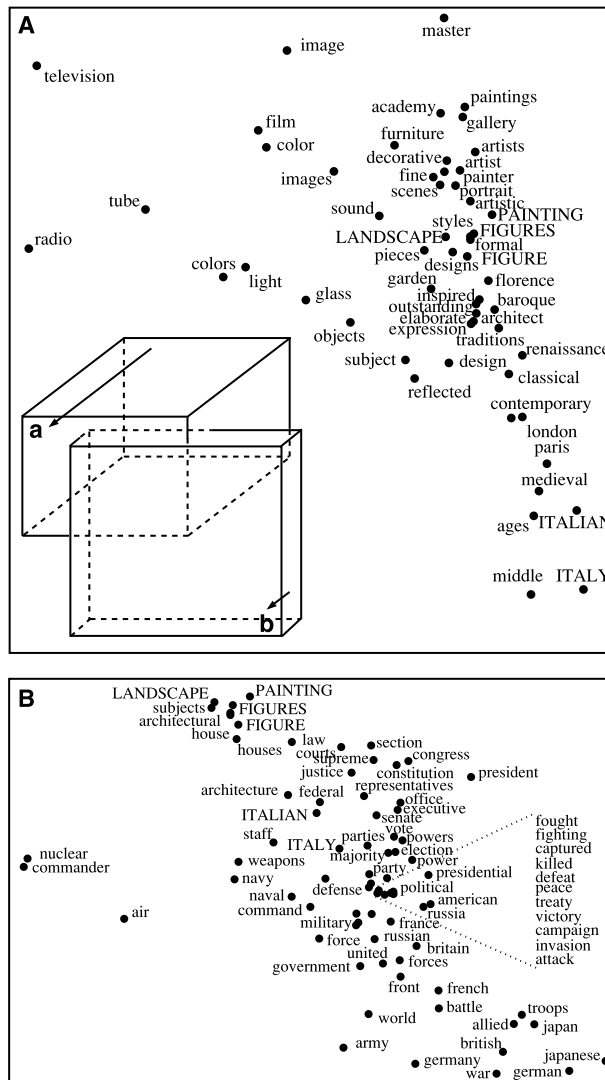 A
master
image
television
paintings
academy
gallery
film
furniture
color
artists
decorative
artist
images
fine
painter
scenes
portrait
tube
artistic
sound
PAINTING
styles
FIGURES
radio
LANDSCAPE
formal
pieces
FIGURE
colors
designs
light
garden
florence
glass
inspired
baroque
outstanding
elaborate
architect
objects
expression
traditions
renaissance
subject
design
classical
reflected
contemporary
a
london
paris
medieval
ages
ITALIAN
middle
ITALY
b
B
LANDSCAPE
PAINTING
subjects
FIGURES
architectural
FIGURE
house
houses
law
section
courts
supreme
congress
justice
constitution
president
representatives
architecture
federal
office
executive
ITALIAN
senate
fought
staff
parties
vote
powers
fighting
ITALY
captured
nuclear
majority
election
killed
commander
weapons
power
defeat
party
presidential
peace
navy
defense
political
treaty
naval
american
victory
command
russia
campaign
military
france
invasion
force
russian
britain
attack
united
government
forces
front
french
battle
troops
world
allied
japan
army
british
germany
japanese
war
german